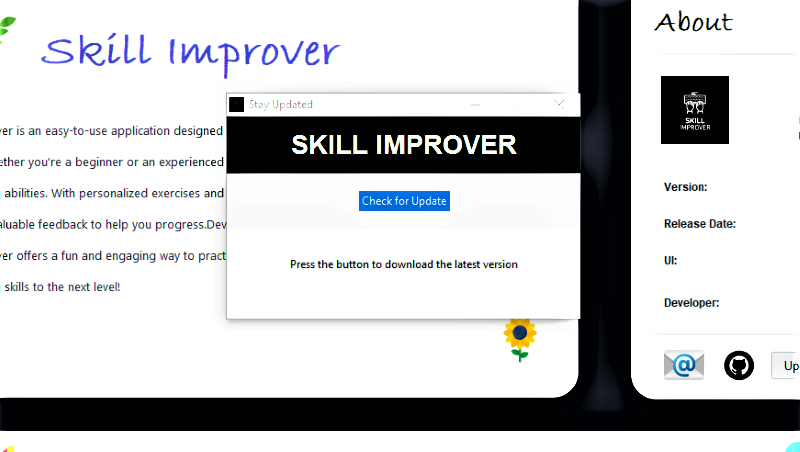 Skill Improver
er is an easy-to-use application designed
ether you're a beginner or an experienced
abilities. With personalized exercises and
aluable feedback to help you progress.Dev
er offers a fun and engaging way to pract
skills to the next level!
Stay Updated
SKILL IMPROVER
Check for Update
Press the button to download the latest version
About
SKILL
IMPROVER
Version:
Release Date:
UI:
Developer:
Up